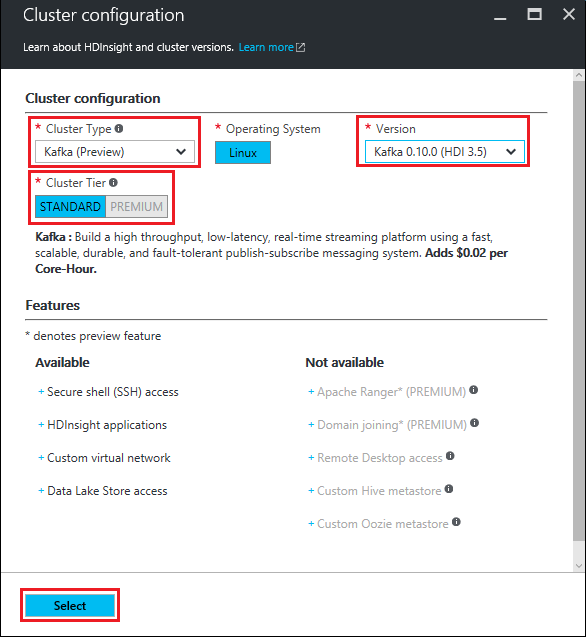 Cluster configuration
Learn about HDInsight and cluster versions. Learn more
Cluster configuration
* Cluster Type
* Operating System
* Version
Kafka (Preview)
Linux
Kafka 0.10.0 (HDI 3.5)
* Cluster Tier
STANDARD PREMIUM
Kafka : Build a high throughput, low-latency, real-time streaming platform using a fast,
scalable, durable, and fault-tolerant publish-subscribe messaging system. Adds $0.02 per
Core-Hour.
Features
* denotes preview feature
Available
Not available
+ Secure shell (SSH) access
+ Apache Ranger* (PREMIUM)
+ HDInsight applications
+ Domain joining* (PREMIUM)
+ Custom virtual network
+ Remote Desktop access
+ Data Lake Store access
+ Custom Hive metastore
+ Custom Oozie metastore
Select